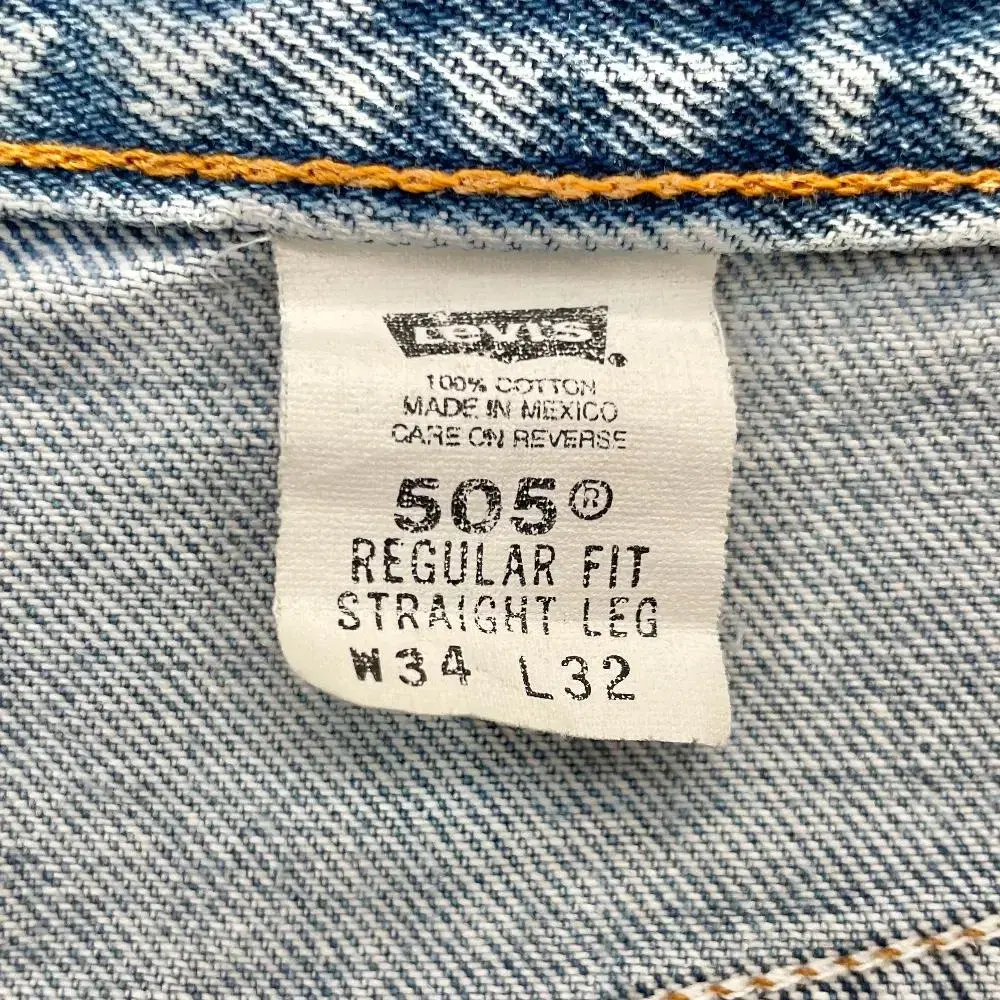 Levi's
100% COTTON
MADE IN MEXICO
CARE ON REVERSE
505®
REGULAR FIT
STRAIGHT LEG
W34 L32